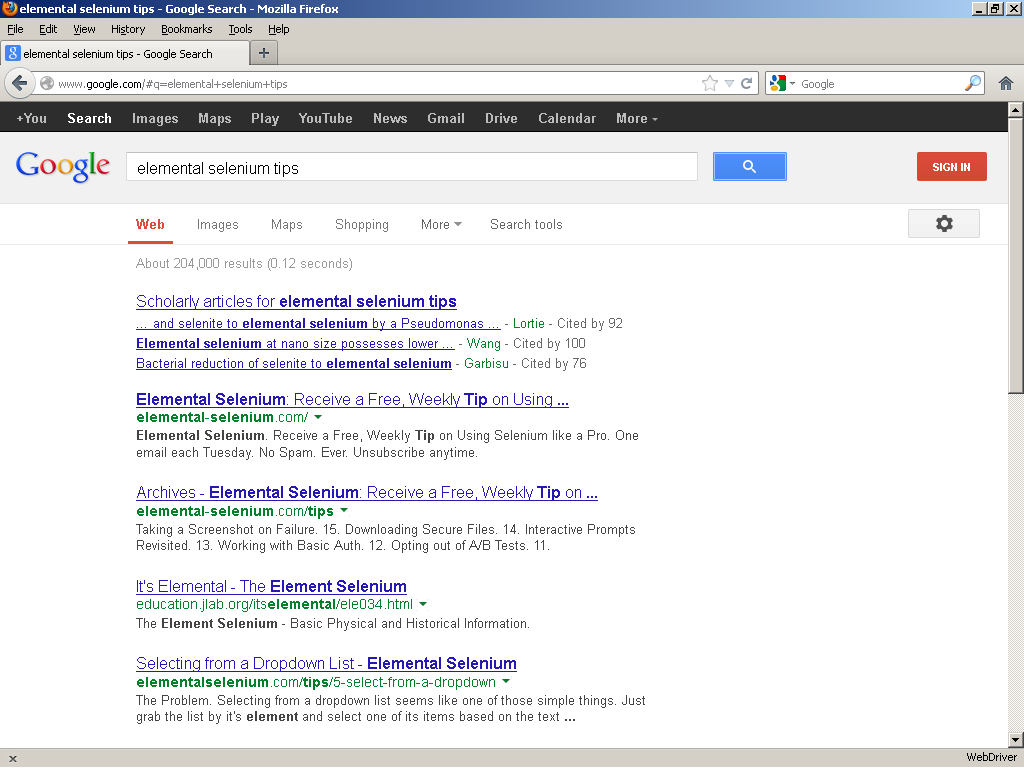 elemental selenium tips - Google Search - Mozilla Firefox
File Edit View History Bookmarks Tools Help
8 elemental selenium tips - Google Search +
www.google.com/#q=elemental+selenium+tips Google
+You Search Images Maps Play YouTube News Gmail Drive Calendar More
Google elemental selenium tips SIGN IN
Web Images Maps Shopping More Search tools
About 204,000 results (0.12 seconds)
Scholarly articles for elemental selenium tips
... and selenite to elemental selenium by a Pseudomonas ... - Lortie - Cited by 92
Elemental selenium at nano size possesses lower ... - Wang - Cited by 100
Bacterial reduction of selenite to elemental selenium - Garbisu - Cited by 76
Elemental Selenium: Receive a Free, Weekly Tip on Using ...
elemental-selenium.com/
Elemental Selenium. Receive a Free, Weekly Tip on Using Selenium like a Pro. One
email each Tuesday. No Spam. Ever. Unsubscribe anytime.
Archives - Elemental Selenium: Receive a Free, Weekly Tip on ...
elemental-selenium.com/tips
Taking a Screenshot on Failure. 15. Downloading Secure Files. 14. Interactive Prompts
Revisited. 13. Working with Basic Auth. 12. Opting out of A/B Tests. 11.
It's Elemental - The Element Selenium
education.jlab.org/itselemental/ele034.html
The Element Selenium - Basic Physical and Historical Information.
Selecting from a Dropdown List - Elemental Selenium
elementalselenium.com/tips/5-select-from-a-dropdown
The Problem. Selecting from a dropdown list seems like one of those simple things. Just
grab the list by it's element and select one of its items based on the text ...
x WebDriver